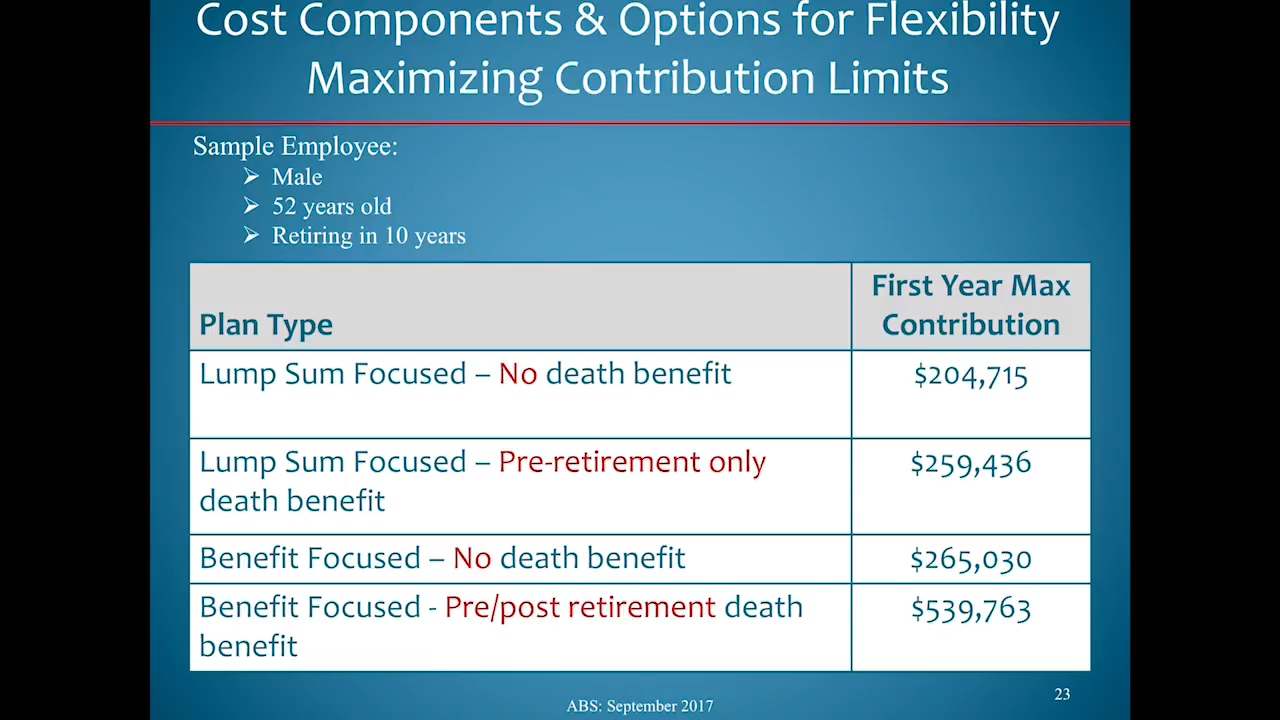 Cost Components & Options for Flexibility
Maximizing Contribution Limits
Sample Employee:
➢ Male
➢ 52 years old
➢ Retiring in 10 years
First Year Max
Plan Type
Contribution
Lump Sum Focused – No death benefit
$204,715
Lump Sum Focused – Pre-retirement only
death benefit
$259,436
Benefit Focused – No death benefit
$265,030
Benefit Focused - Pre/post retirement death
benefit
$539,763
23
ABS: September 2017